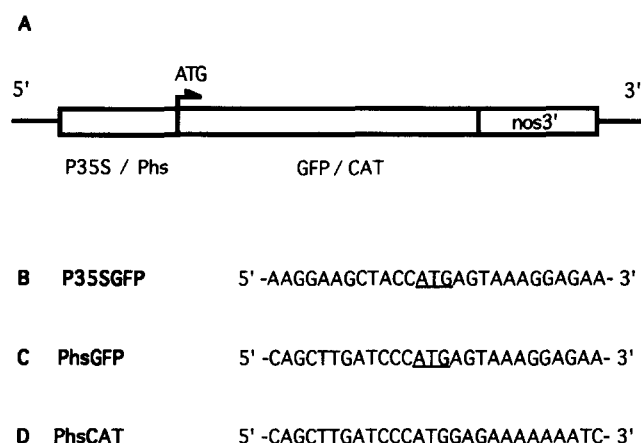 A
ATG
5' 3'
nos3'
P35S / Phs GFP / CAT
B P35SGFP 5' -AAGGAAGCTACCATGAGTAAAGGAGAA- 3'
C PhsGFP 5' -CAGCTTGATCCCATGAGTAAAGGAGAA- 3'
D PhsCAT 5' -CAGCTTGATCCCATGGAGAAAAAAATC- 3'